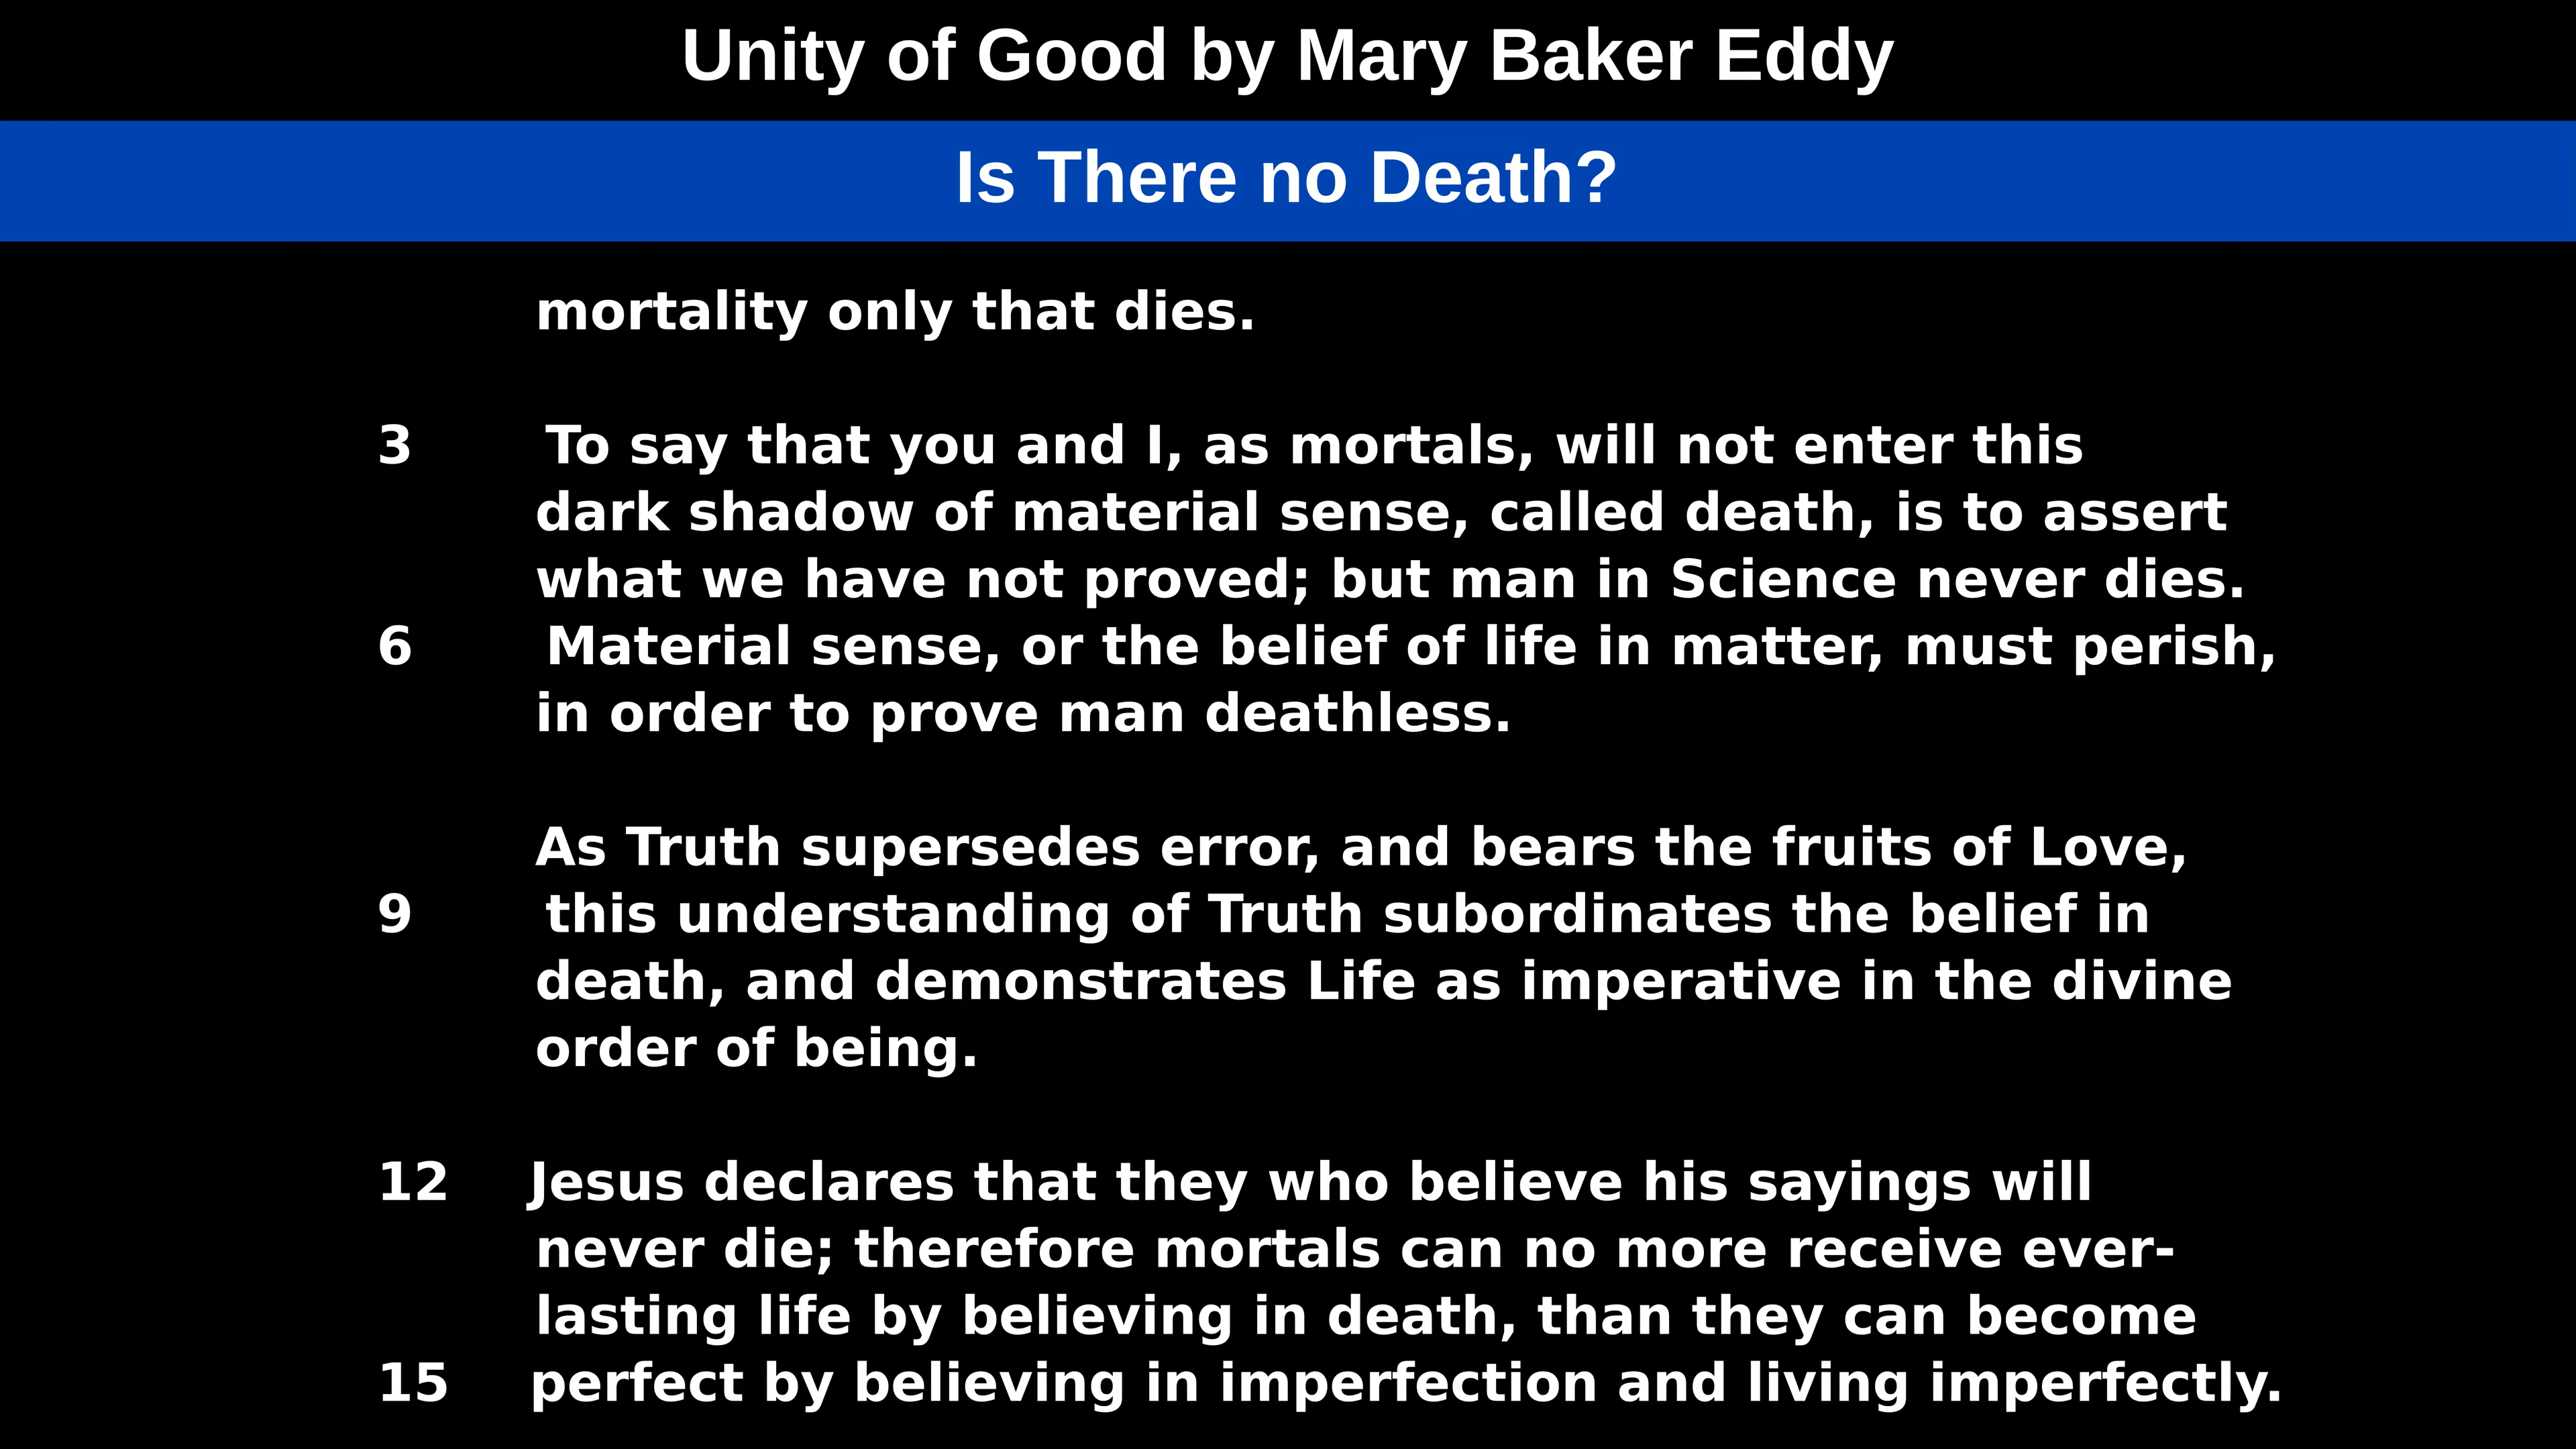 Unity of Good by Mary Baker Eddy
Is There no Death?
mortality only that dies.
3 To say that you and I, as mortals, will not enter this
dark shadow of material sense, called death, is to assert
what we have not proved; but man in Science never dies.
6 Material sense, or the belief of life in matter, must perish,
in order to prove man deathless.
As Truth supersedes error, and bears the fruits of Love,
9 this understanding of Truth subordinates the belief in
death, and demonstrates Life as imperative in the divine
order of being.
12 Jesus declares that they who believe his sayings will
never die; therefore mortals can no more receive ever-
lasting life by believing in death, than they can become
15 perfect by believing in imperfection and living imperfectly.